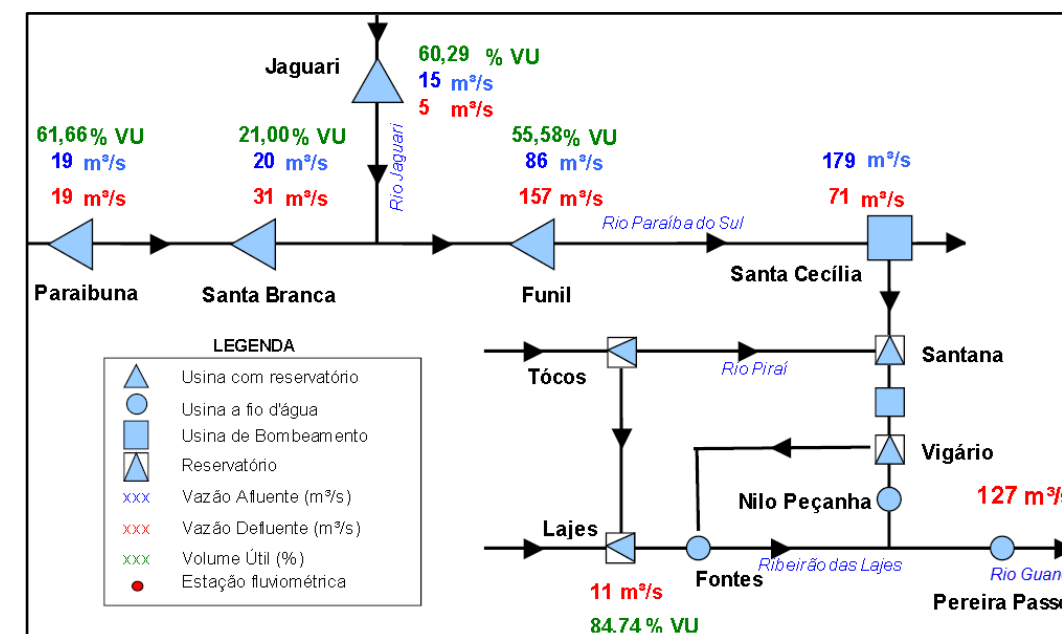 Jaguari
60,29 % VU
15 m³/s
5 m³/s
Rio Jaguari
61,66% VU
19 m³/s
19 m³/s
21,00% VU
20 m³/s
31 m³/s
55,58% VU
86 m³/s
157 m³/s
179 m³/s
71 m³/s
Rio Paraíba do Sul
Paraibuna
Santa Branca
Funil
Santa Cecília
LEGENDA
Usina com reservatório
Usina a fio d'água
Usina de Bombeamento
Reservatório
xxx Vazão Afluente (m³/s)
xxx Vazão Defluente (m³/s)
xxx Volume Útil (%)
Estação fluviométrica
Tócos
Rio Piraí
Santana
Vigário
Nilo Peçanha
127 m³/s
Lajes
Fontes
Ribeirão das Lajes
Rio Guan
Pereira Passo
11 m³/s
84,74 % VU